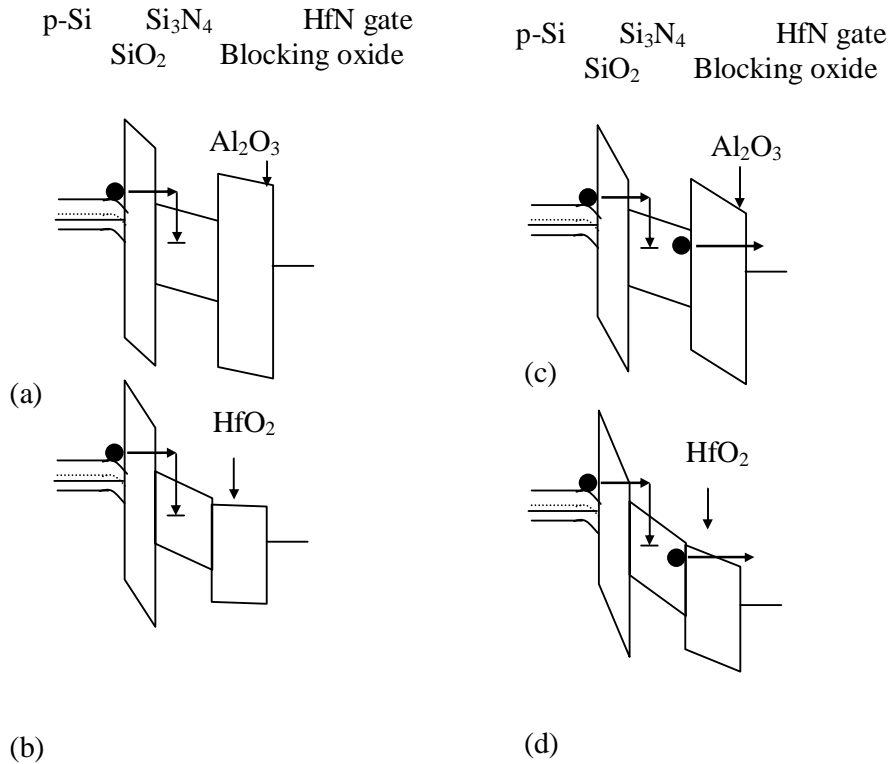 p-Si Si₃N₄ HfN gate
SiO₂ Blocking oxide
Al₂O₃
(a)
HfO₂
(b)
p-Si Si₃N₄ HfN gate
SiO₂ Blocking oxide
Al₂O₃
(c)
HfO₂
(d)